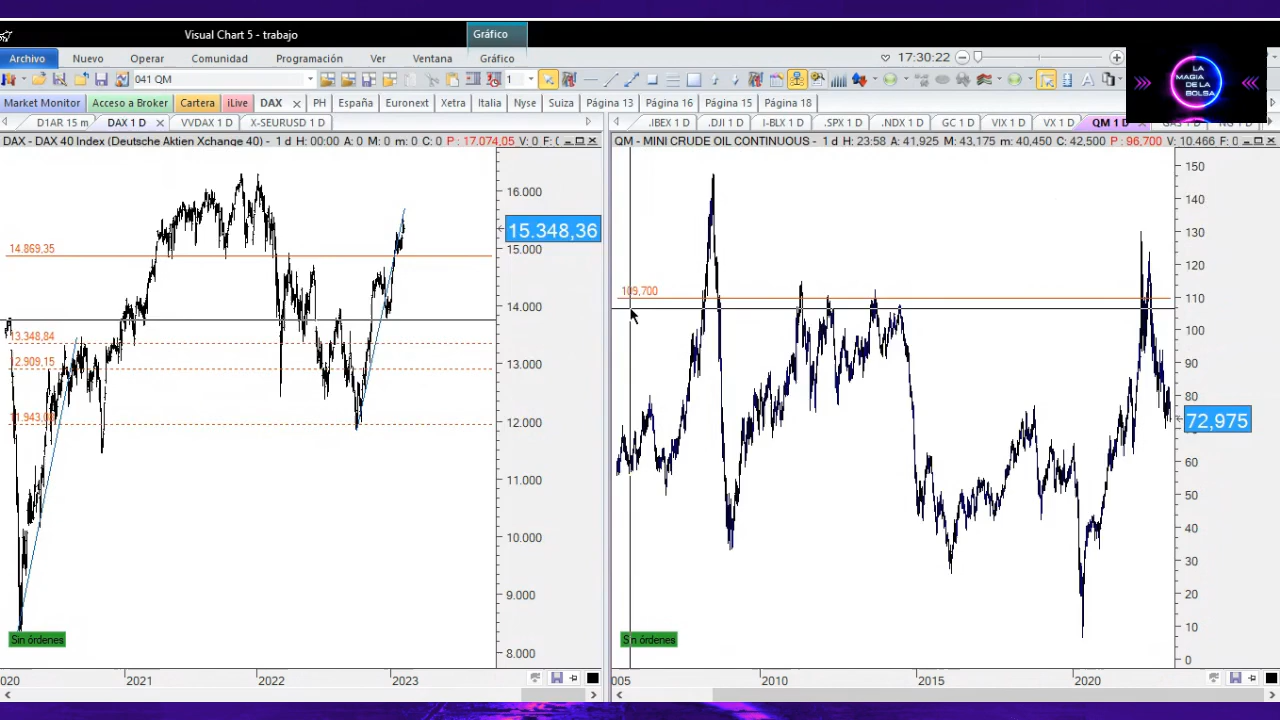 Visual Chart 5 - trabajo
Gráfico
Archivo Nuevo Operar Comunidad Programación Ver Ventana Gráfico 17:30:22
041 QM 1
Market Monitor Acceso a Broker Cartera iLive DAX PH España Euronext Xetra Italia Nyse Suiza Página 13 Página 16 Página 15 Página 18
LA
MAGIA
DE LA
BOLSA
D1AR 15 m DAX 1 D VVDAX 1 D X-SEURUSD 1 D
.IBEX 1 D .DJI 1 D I-BLX 1 D .SPX 1 D .NDX 1 D GC 1 D VIX 1 D VX 1 D QM 1 D
DAX - DAX 40 Index (Deutsche Aktien Xchange 40) - 1 d H: 00:00 A: 0 M: 0 m: 0 C: 0 P : 17.074,05 V: 0 F: (
QM - MINI CRUDE OIL CONTINUOUS - 1 d H: 23:58 A: 41,925 M: 43,175 m: 40,450 C: 42,500 P : 96,700 V: 10.466 F: 0
16.000
15.348,36
15.000
14.000
13.000
12.000
11.000
10.000
9.000
8.000
14.869,35
13.348,84
2.909,15
Sin órdenes
020 2021 2022 2023
150
140
130
120
110
100
90
80
72,975
60
50
40
30
20
10
0
109,700
Sin órdenes
005 2010 2015 2020